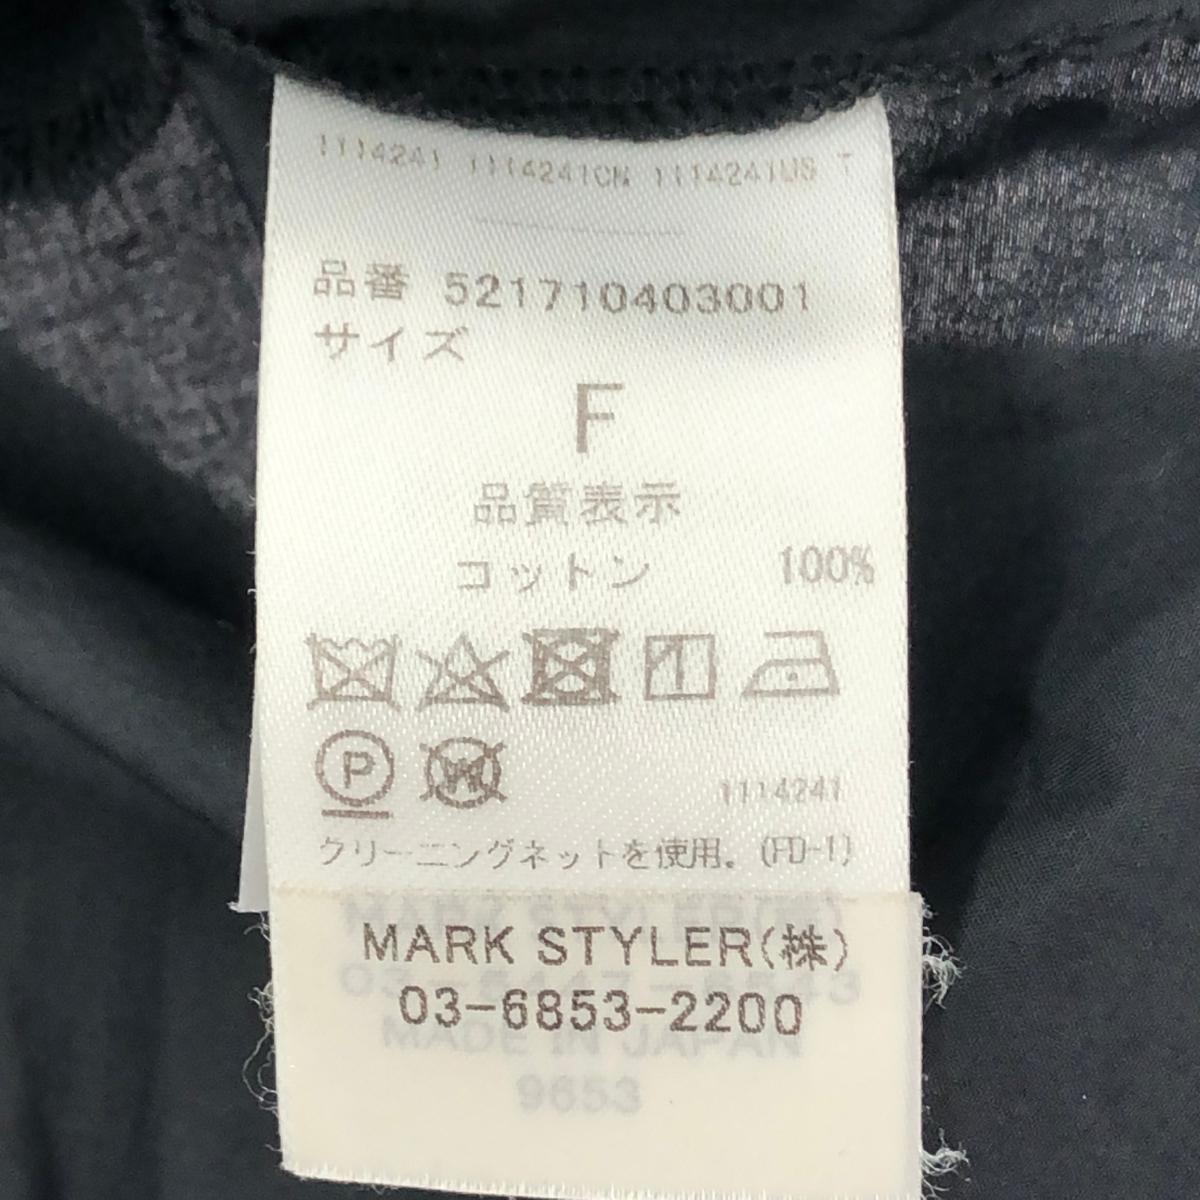 1114241 1114241CN 1114241US T
品番 521710403001
サイズ
F
品質表示
コットン 100%
P W
1114241
クリーニングネットを使用。(FD-1)
MARK STYLER(株)
03-6853-2200
MADE IN JAPAN
9653